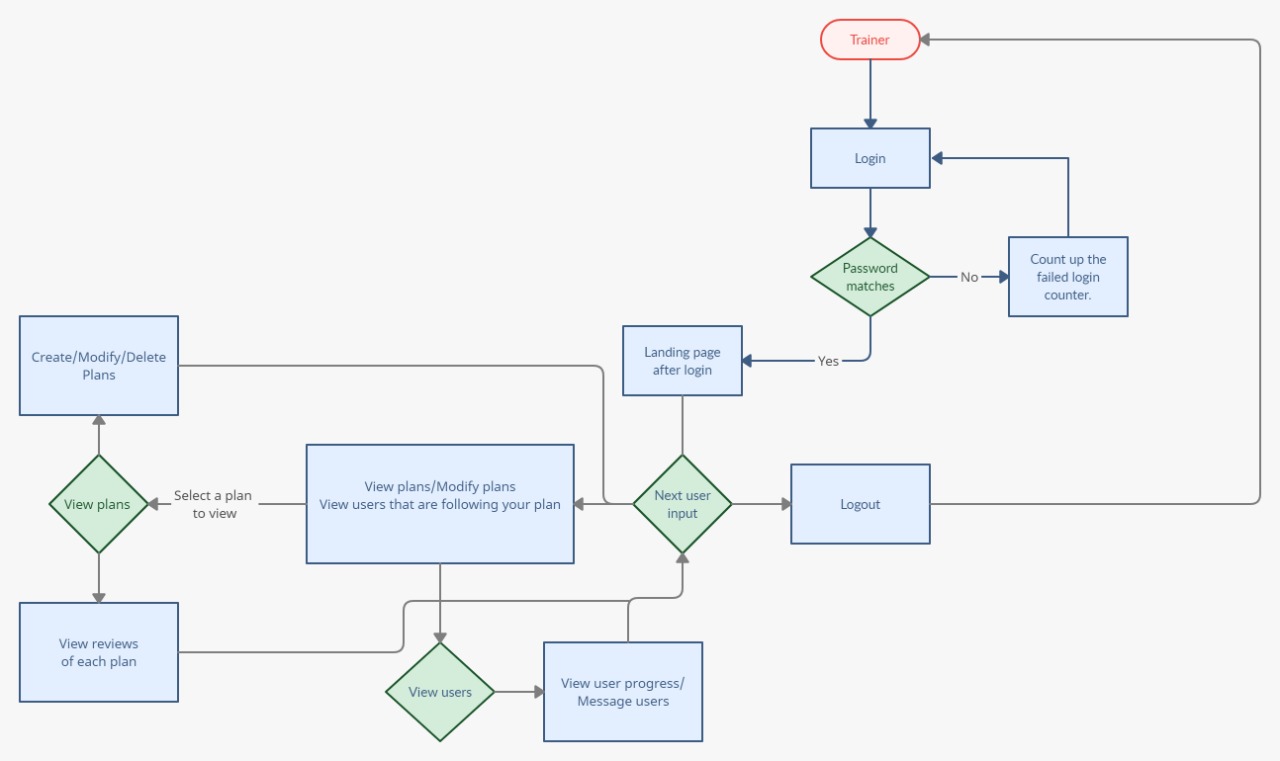 Trainer
Login
Password
matches
No
Count up the
failed login
counter.
Yes
Landing page
after login
Create/Modify/Delete
Plans
View plans
Select a plan
to view
View plans/Modify plans
View users that are following your plan
Next user
input
Logout
View reviews
of each plan
View users
View user progress/
Message users